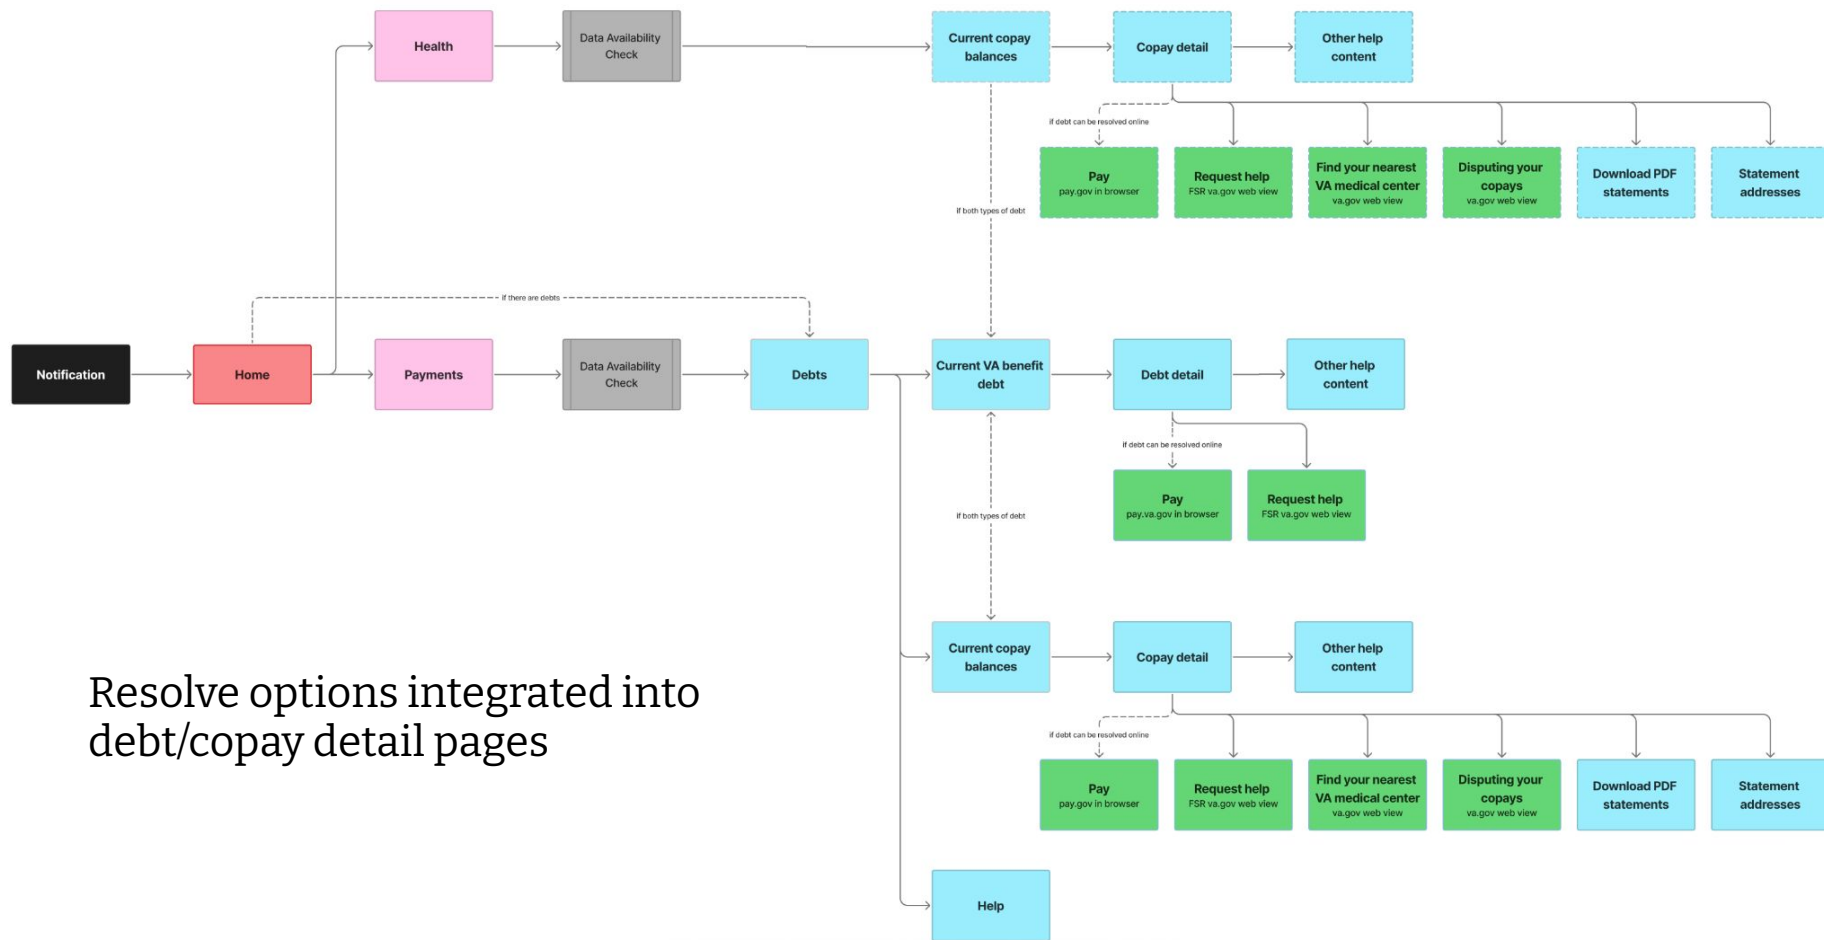 Health
Data Availability
Check
Current copay
balances
Copay detail
Other help
content
if debt can be resolved online
Pay
pay.gov in browser
Request help
FSR va.gov web view
Find your nearest
VA medical center
va.gov web view
Disputing your
copays
va.gov web view
Download PDF
statements
Statement
addresses
if both types of debt
if there are debts
Notification
Home
Payments
Data Availability
Check
Debts
Current VA benefit
debt
Debt detail
Other help
content
if debt can be resolved online
Pay
pay.va.gov in browser
Request help
FSR va.gov web view
if both types of debt
Current copay
balances
Copay detail
Other help
content
if debt can be resolved online
Pay
pay.gov in browser
Request help
FSR va.gov web view
Find your nearest
VA medical center
va.gov web view
Disputing your
copays
va.gov web view
Download PDF
statements
Statement
addresses
Resolve options integrated into
debt/copay detail pages
Help